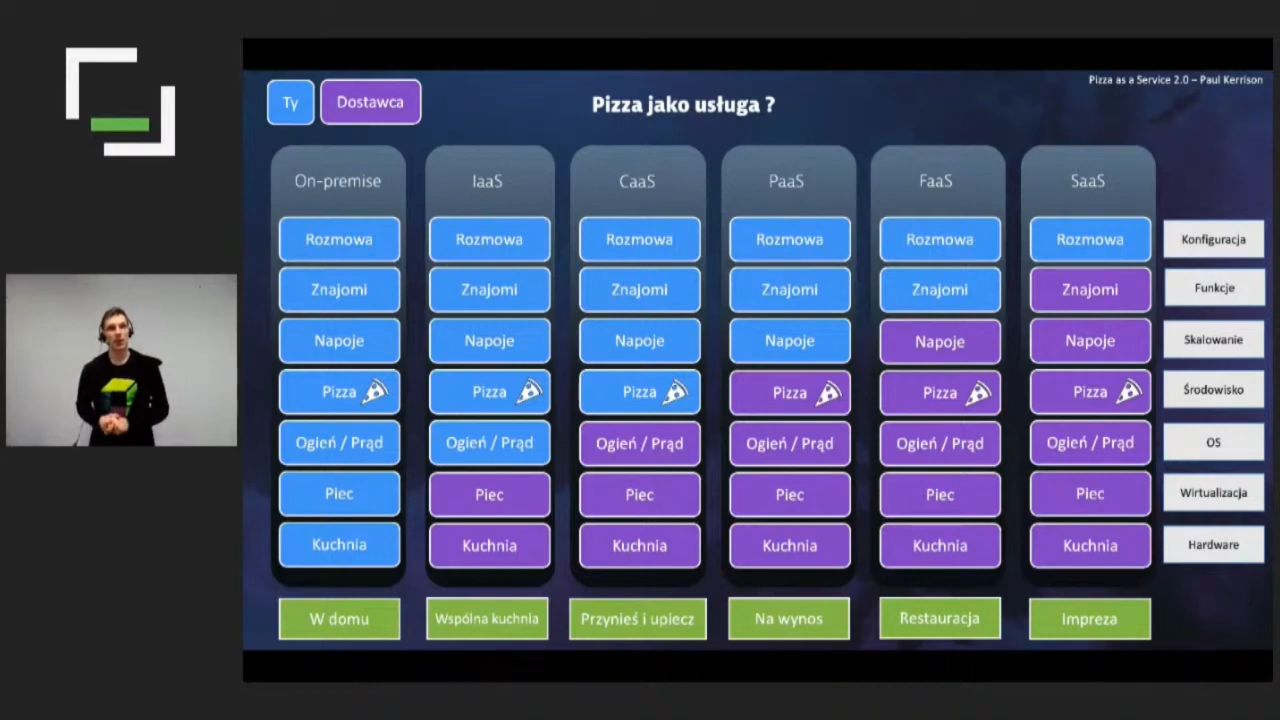 Pizza as a Service 2.0 – Paul Kerrison
Ty
Dostawca
Pizza jako usługa ?
On-premise
IaaS
CaaS
PaaS
FaaS
SaaS
Rozmowa
Rozmowa
Rozmowa
Rozmowa
Rozmowa
Rozmowa
Konfiguracja
Znajomi
Znajomi
Znajomi
Znajomi
Znajomi
Znajomi
Funkcje
Napoje
Napoje
Napoje
Napoje
Napoje
Napoje
Skalowanie
Pizza
Pizza
Pizza
Pizza
Pizza
Pizza
Środowisko
Ogień / Prąd
Ogień / Prąd
Ogień / Prąd
Ogień / Prąd
Ogień / Prąd
Ogień / Prąd
OS
Piec
Piec
Piec
Piec
Piec
Piec
Wirtualizacja
Kuchnia
Kuchnia
Kuchnia
Kuchnia
Kuchnia
Kuchnia
Hardware
W domu
Wspólna kuchnia
Przynieś i upiecz
Na wynos
Restauracja
Impreza